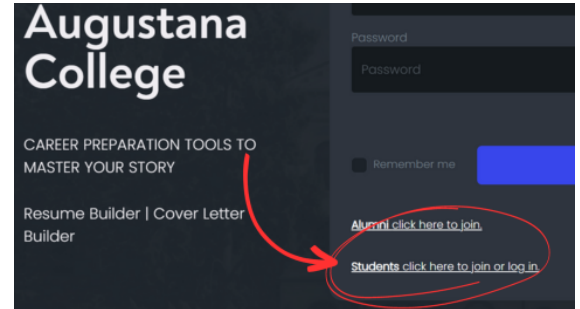 Augustana
College
CAREER PREPARATION TOOLS TO
MASTER YOUR STORY
Resume Builder | Cover Letter
Builder
Password
Password
Remember me
Alumni click here to join.
Students click here to join or log in.